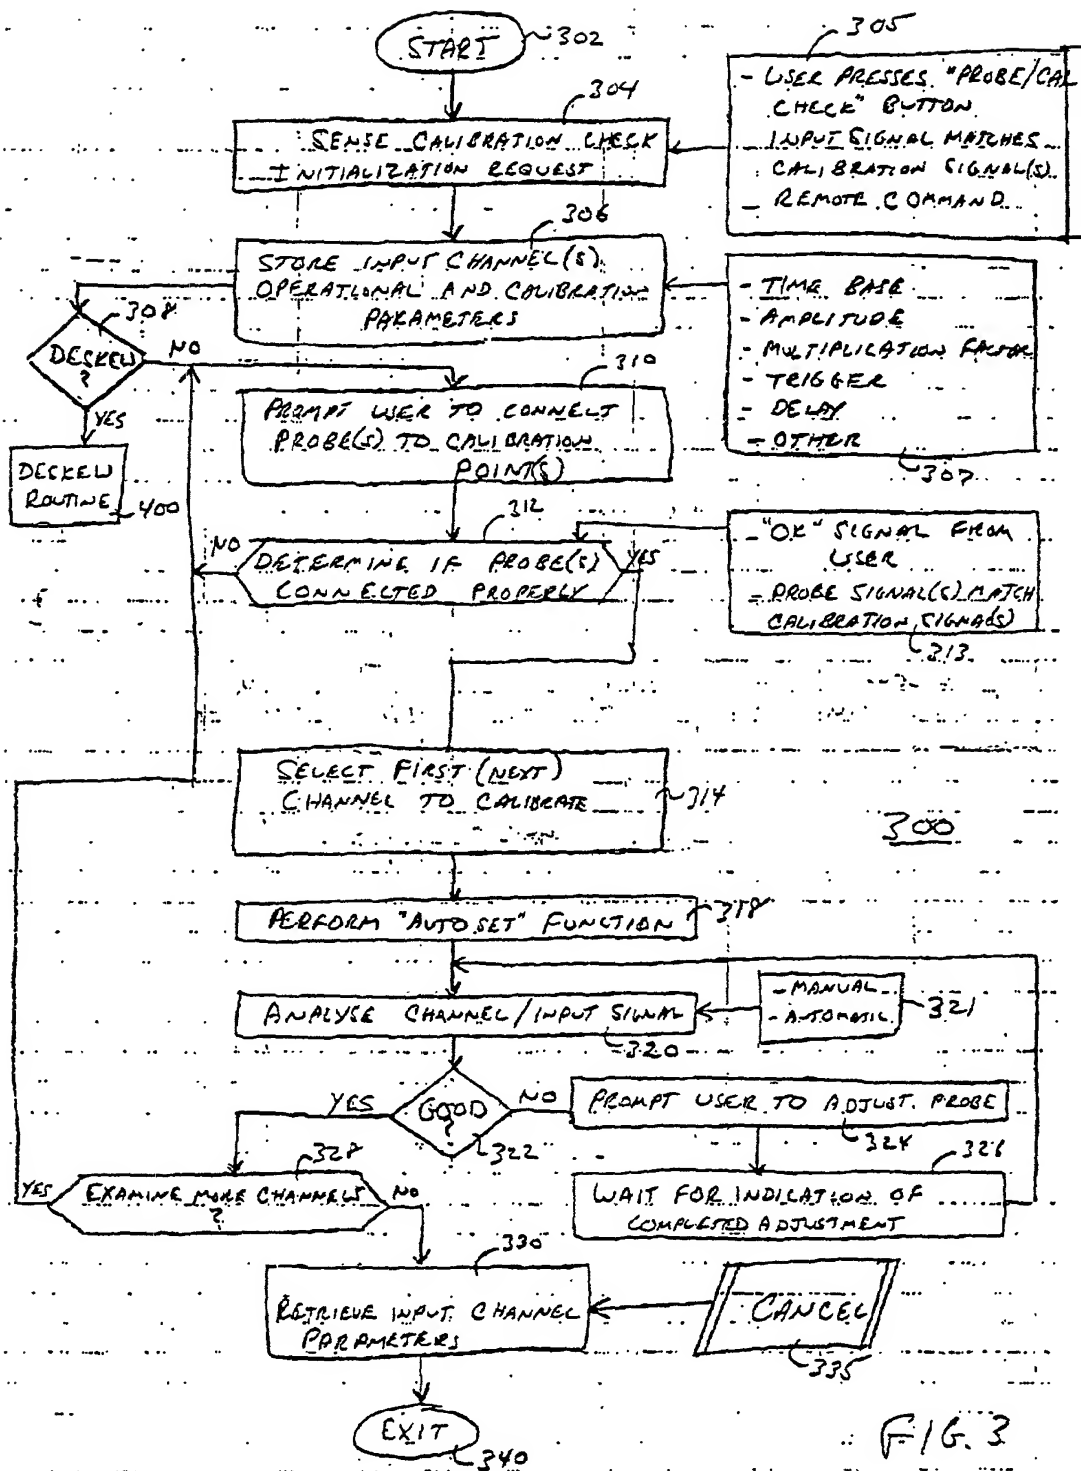 START
302
305
- USER PRESSES "PROBE/CAL
CHECK" BUTTON
INPUT SIGNAL MATCHES
CALIBRATION SIGNAL(S)
- REMOTE COMMAND
304
SENSE CALIBRATION CHECK
INITIALIZATION REQUEST
306
STORE INPUT CHANNEL(S)
OPERATIONAL AND CALIBRATION
PARAMETERS
- TIME BASE
- AMPLITUDE
- MULTIPLICATION FACTOR
- TRIGGER
- DELAY
- OTHER
307
308
DESKEW
?
NO
YES
DESKEW
ROUTINE
400
310
PROMPT USER TO CONNECT
PROBE(S) TO CALIBRATION
POINT(S)
312
NO
DETERMINE IF PROBE(S)
CONNECTED PROPERLY
YES
- "OK" SIGNAL FROM
USER
- PROBE SIGNAL(S) MATCH
CALIBRATION SIGNA(S)
313
SELECT FIRST (NEXT)
CHANNEL TO CALIBRATE
314
300
PERFORM "AUTOSET" FUNCTION
318
ANALYSE CHANNEL/INPUT SIGNAL
320
- MANUAL
- AUTOMATIC
321
YES
GOOD
?
NO
322
PROMPT USER TO ADJUST PROBE
324
326
WAIT FOR INDICATION OF
COMPLETED ADJUSTMENT
328
YES
EXAMINE MORE CHANNELS
?
NO
330
RETRIEVE INPUT CHANNEL
PARAMETERS
CANCEL
335
EXIT
340
FIG. 3